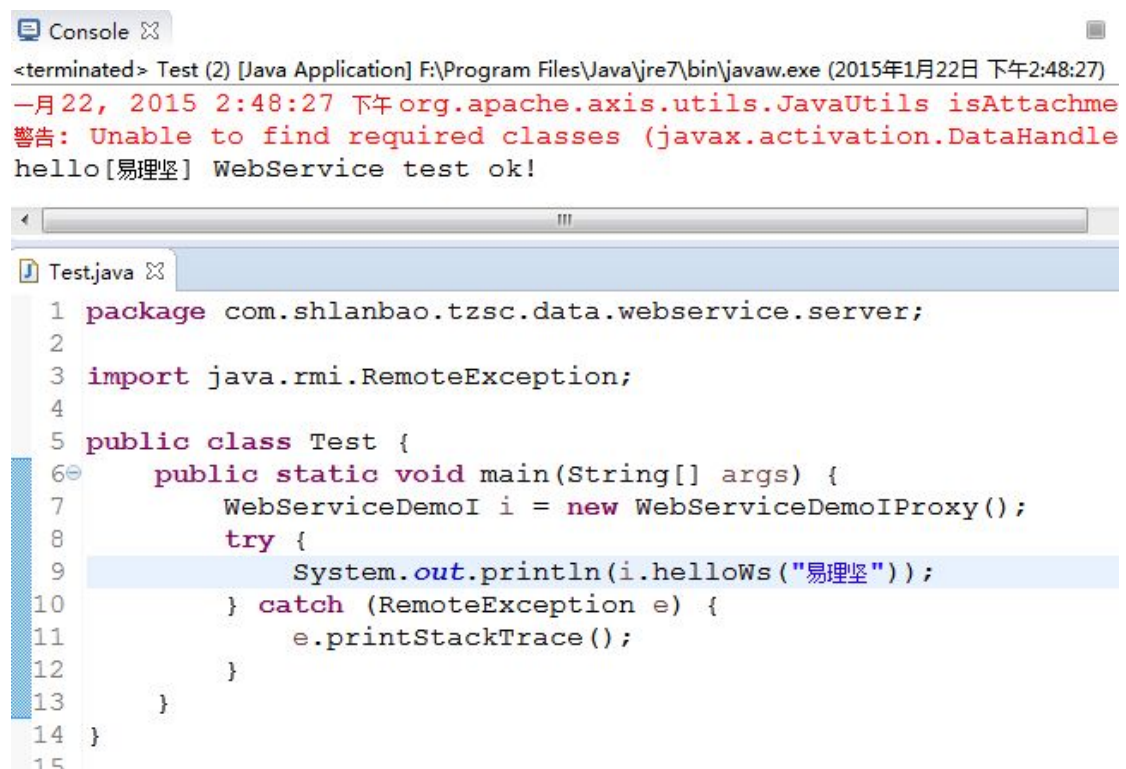 Console
<terminated> Test (2) [Java Application] F:\Program Files\Java\jre7\bin\javaw.exe (2015年1月22日 下午2:48:27)
一月 22, 2015 2:48:27 下午 org.apache.axis.utils.JavaUtils isAttachme
警告: Unable to find required classes (javax.activation.DataHandle
hello[易理坚] WebService test ok!
Test.java
1 package com.shlanbao.tzsc.data.webservice.server;
2
3 import java.rmi.RemoteException;
4
5 public class Test {
6     public static void main(String[] args) {
7         WebServiceDemoI i = new WebServiceDemoIProxy();
8         try {
9             System.out.println(i.helloWs("易理坚"));
10         } catch (RemoteException e) {
11             e.printStackTrace();
12         }
13     }
14 }
15